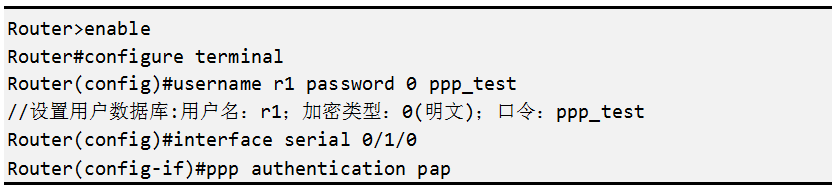 Router>enable
Router#configure terminal
Router(config)#username r1 password 0 ppp_test
//设置用户数据库:用户名：r1；加密类型：0(明文)；口令：ppp_test
Router(config)#interface serial 0/1/0
Router(config-if)#ppp authentication pap